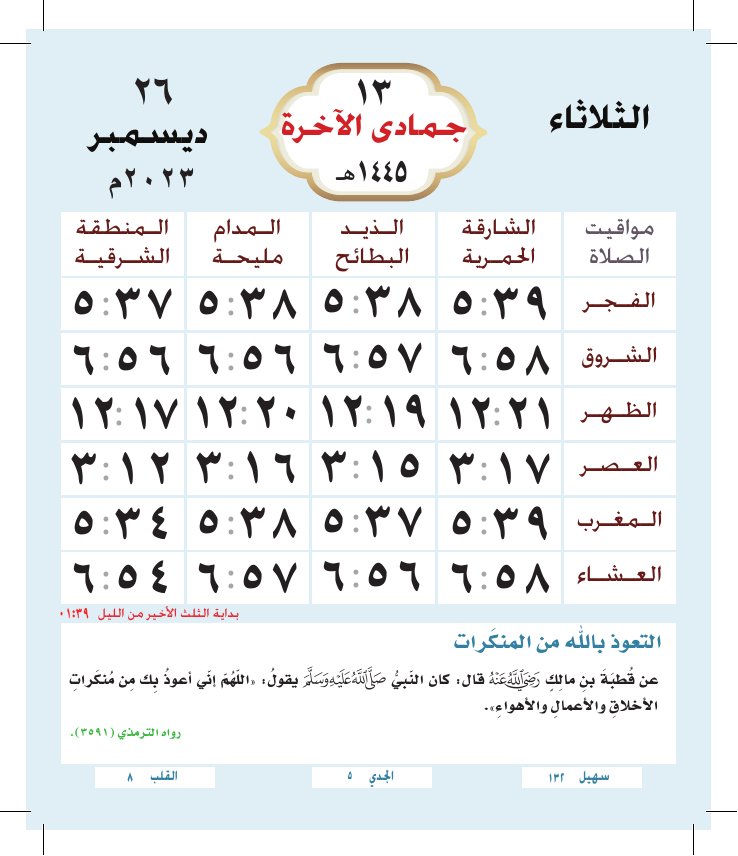 الثلاثاء
١٣
جمادى الآخرة
١٤٤٥هـ
٢٦
ديسمبر
٢٠٢٣م
مواقيت الصلاة
الشارقة الحمرية
الذيد البطائح
المدام مليحة
المنطقة الشرقية
الفجر ٥:٣٩ ٥:٣٨ ٥:٣٨ ٥:٣٧
الشروق ٦:٥٨ ٦:٥٧ ٦:٥٦ ٦:٥٦
الظهر ١٢:٢١ ١٢:١٩ ١٢:٢٠ ١٢:١٧
العصر ٣:١٧ ٣:١٥ ٣:١٦ ٣:١٢
المغرب ٥:٣٩ ٥:٣٧ ٥:٣٨ ٥:٣٤
العشاء ٦:٥٨ ٦:٥٦ ٦:٥٧ ٦:٥٤
بداية الثلث الأخير من الليل ٠١:٣٩
التعوذ بالله من المنكَرات
عن قُطبَةَ بنِ مالِكٍ رَضِيَ اللَّهُ عَنْهُ قال: كان النَّبيُّ صَلَّى اللَّهُ عَلَيْهِ وَسَلَّمَ يقولُ: «اللَّهُمَّ إنّي أعوذُ بِكَ مِن مُنكَراتِ
الأخلاقِ والأعمالِ والأهواءِ».
رواه الترمذي (٣٥٩١).
سهيل ١٣٢
الجدي ٥
القلب ٨